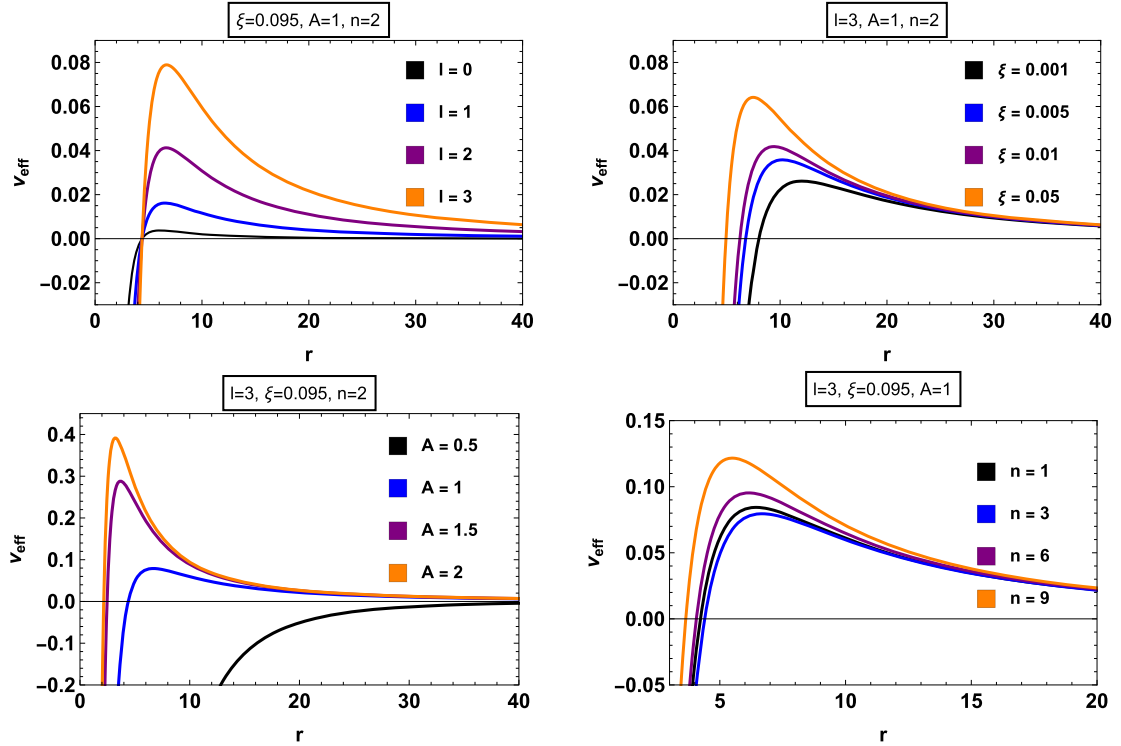 ξ=0.095, A=1, n=2
0.08
0.06
0.04
0.02
0.00
−0.02
v_eff
l = 0
l = 1
l = 2
l = 3
0 10 20 30 40
r
l=3, A=1, n=2
0.08
0.06
0.04
0.02
0.00
−0.02
v_eff
ξ = 0.001
ξ = 0.005
ξ = 0.01
ξ = 0.05
0 10 20 30 40
r
l=3, ξ=0.095, n=2
0.4
0.3
0.2
0.1
0.0
−0.1
−0.2
v_eff
A = 0.5
A = 1
A = 1.5
A = 2
0 10 20 30 40
r
l=3, ξ=0.095, A=1
0.15
0.10
0.05
0.00
−0.05
v_eff
n = 1
n = 3
n = 6
n = 9
5 10 15 20
r